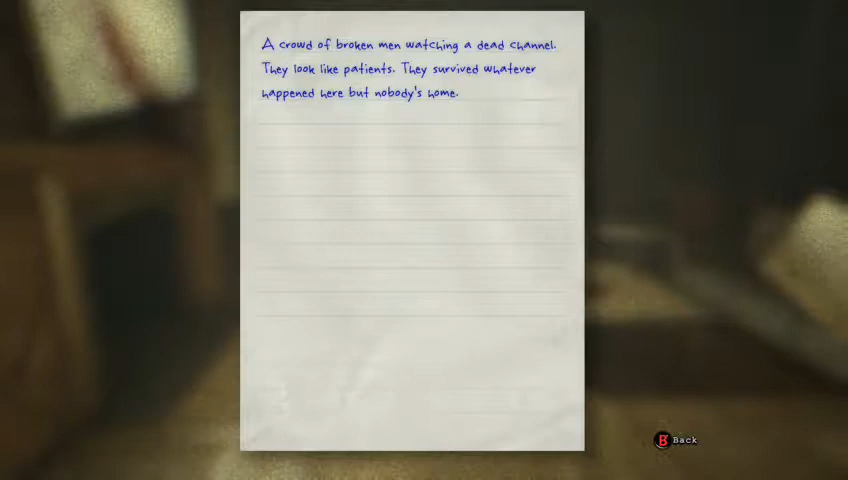 A crowd of broken men watching a dead channel.
They look like patients. They survived whatever
happened here but nobody's home.
B Back